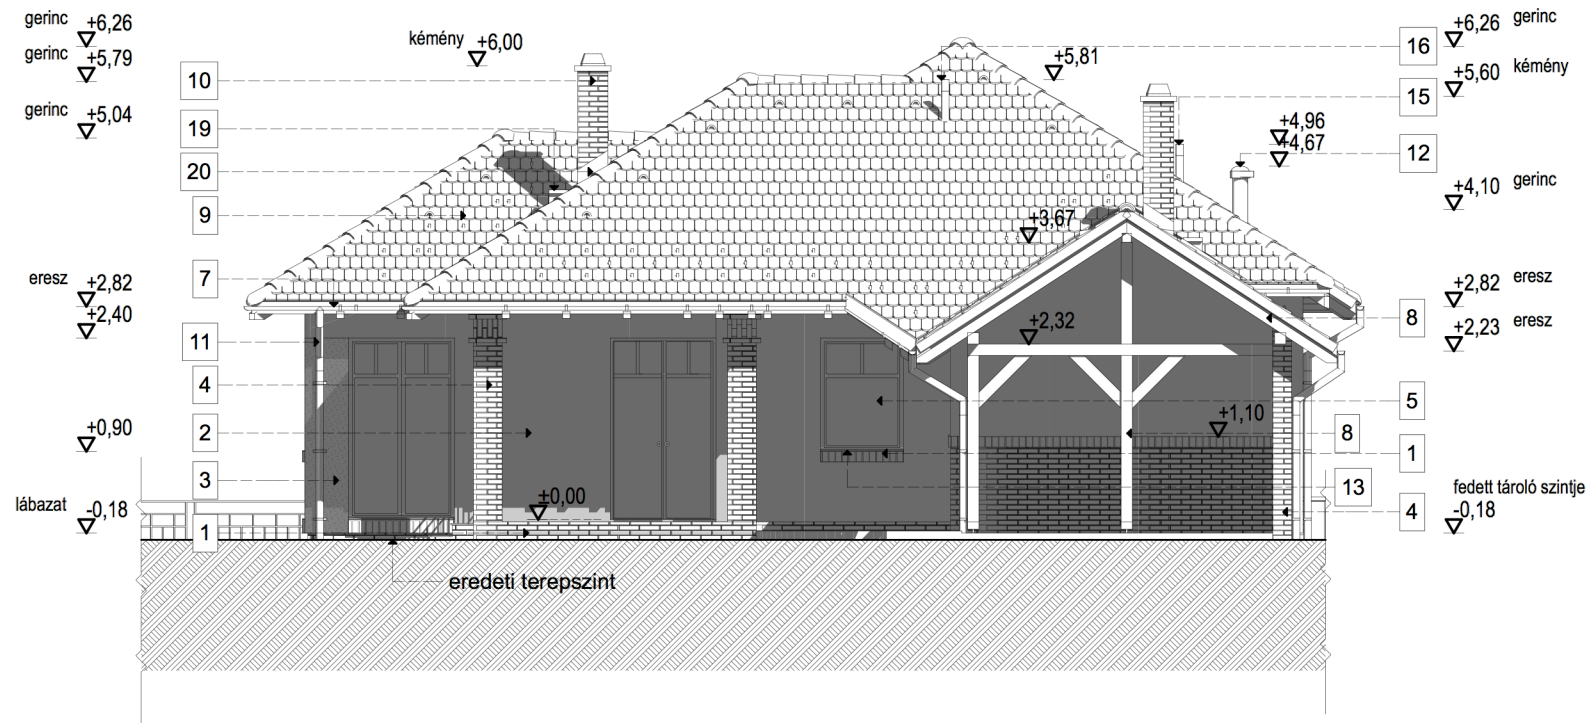 gerinc +6,26
gerinc +5,79
gerinc +5,04
eresz +2,82
+2,40
+0,90
lábazat -0,18
10
19
20
9
7
11
4
2
3
1
kémény +6,00
+5,81
+4,96
+4,67
+3,67
+2,32
+1,10
±0,00
eredeti terepszint
16
15
12
8
5
8
1
13
4
+6,26 gerinc
+5,60 kémény
+4,10 gerinc
+2,82 eresz
+2,23 eresz
fedett tároló szintje
-0,18